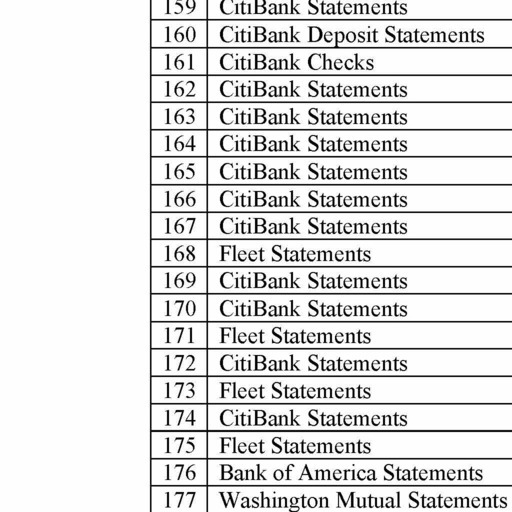 159 CitiBank Statements
160 CitiBank Deposit Statements
161 CitiBank Checks
162 CitiBank Statements
163 CitiBank Statements
164 CitiBank Statements
165 CitiBank Statements
166 CitiBank Statements
167 CitiBank Statements
168 Fleet Statements
169 CitiBank Statements
170 CitiBank Statements
171 Fleet Statements
172 CitiBank Statements
173 Fleet Statements
174 CitiBank Statements
175 Fleet Statements
176 Bank of America Statements
177 Washington Mutual Statements